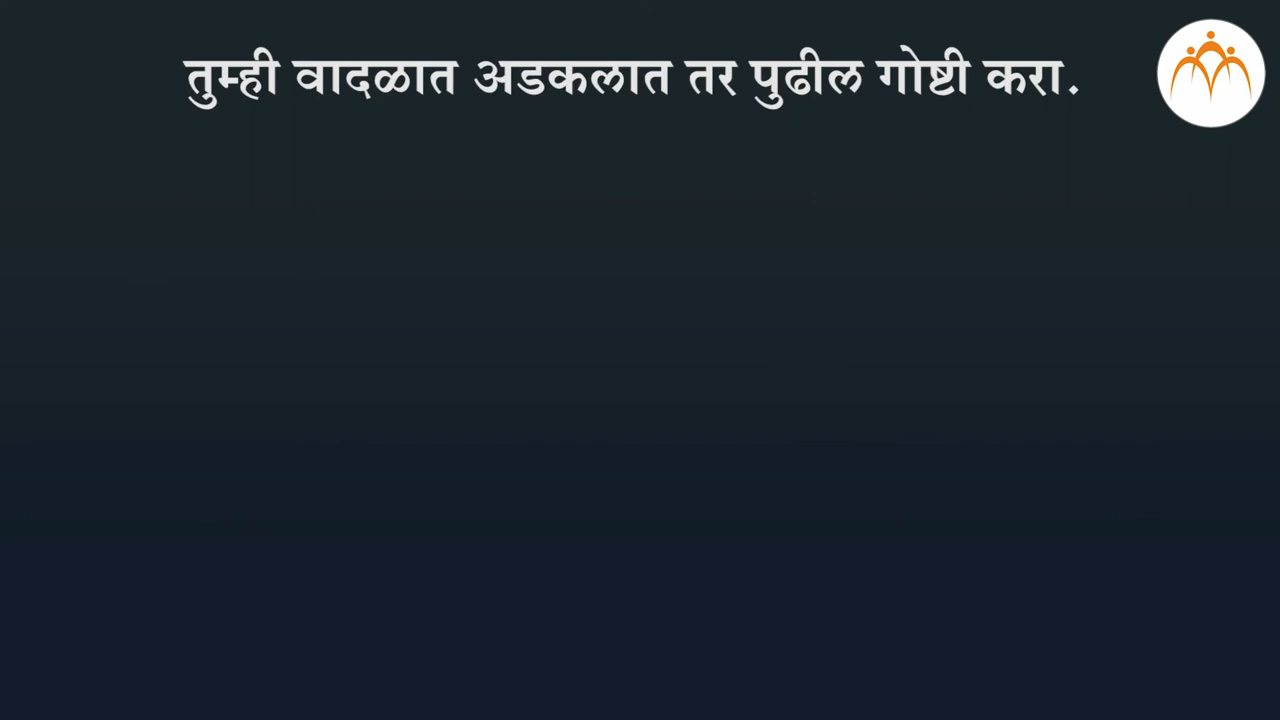 तुम्ही वादळात अडकलात तर पुढील गोष्टी करा.